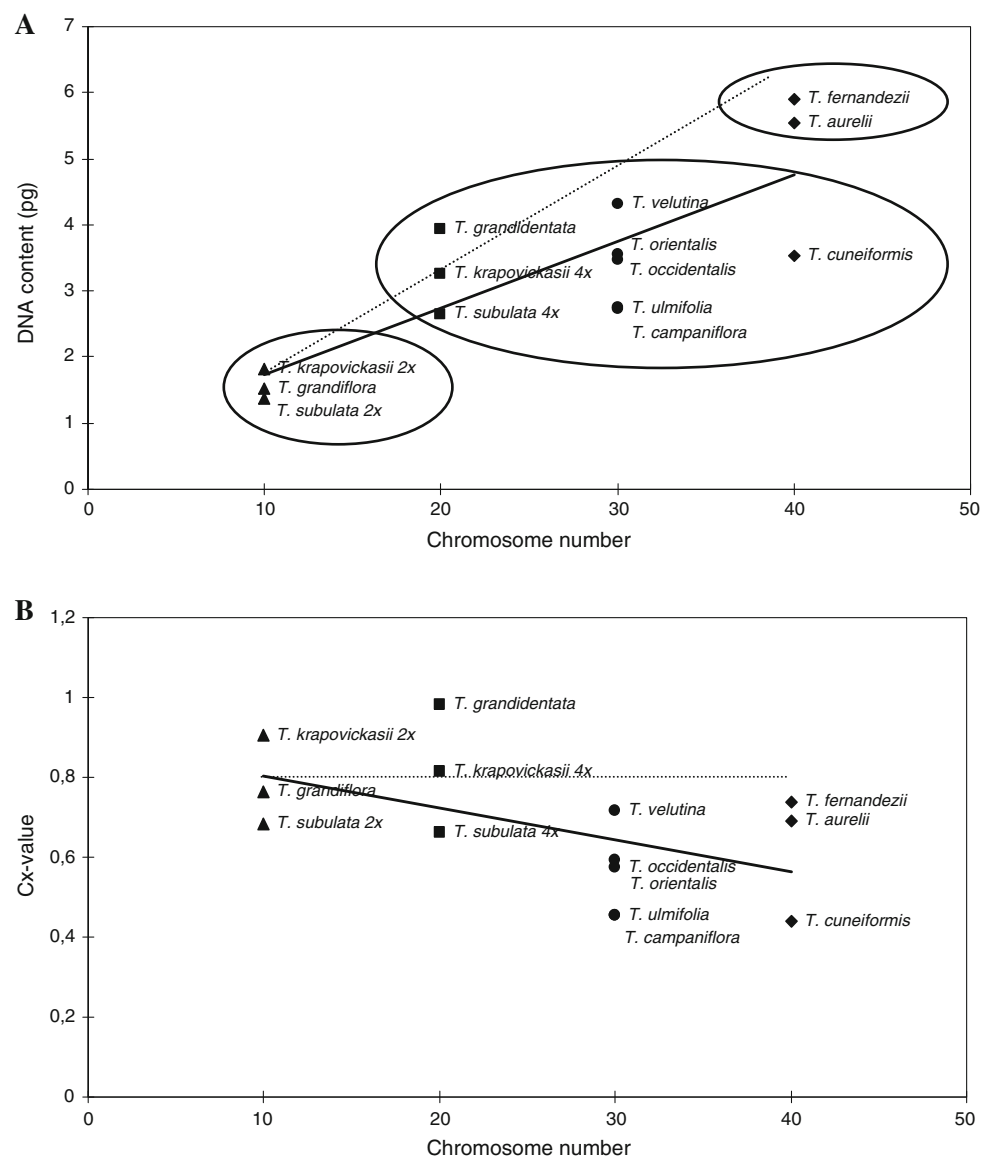 A
7
6
5
4
3
2
1
0
DNA content (pg)
T. fernandezii
T. aurelii
T. velutina
T. grandidentata
T. orientalis
T. cuneiformis
T. occidentalis
T. krapovickasii 4x
T. ulmifolia
T. subulata 4x
T. campaniflora
T. krapovickasii 2x
T. grandiflora
T. subulata 2x
0 10 20 30 40 50
Chromosome number
B
1,2
1
0,8
0,6
0,4
0,2
0
Cx-value
T. grandidentata
T. krapovickasii 2x
T. krapovickasii 4x
T. grandiflora
T. fernandezii
T. velutina
T. aurelii
T. subulata 2x
T. subulata 4x
T. occidentalis
T. orientalis
T. ulmifolia
T. cuneiformis
T. campaniflora
0 10 20 30 40 50
Chromosome number